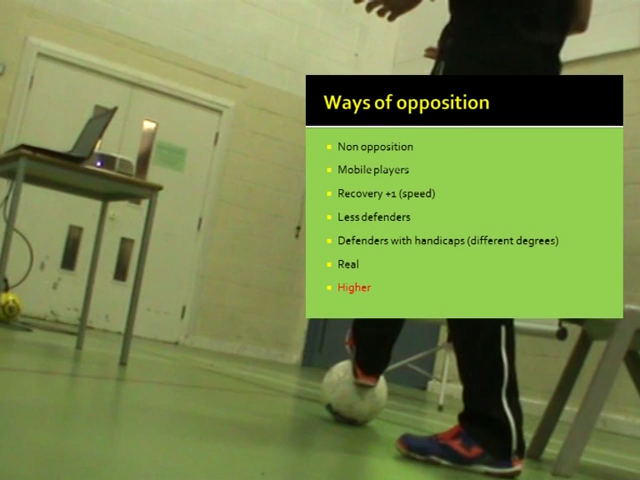 Ways of opposition
Non opposition
Mobile players
Recovery +1 (speed)
Less defenders
Defenders with handicaps (different degrees)
Real
Higher